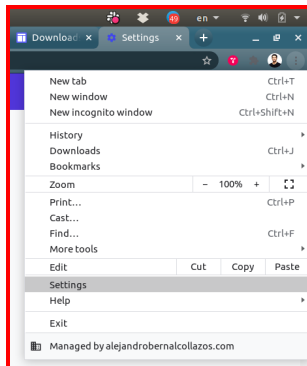 49 en
Download Settings
New tab Ctrl+T
New window Ctrl+N
New incognito window Ctrl+Shift+N
History
Downloads Ctrl+J
Bookmarks
Zoom - 100% +
Print... Ctrl+P
Cast...
Find... Ctrl+F
More tools
Edit Cut Copy Paste
Settings
Help
Exit
Managed by alejandrobernalcollazos.com